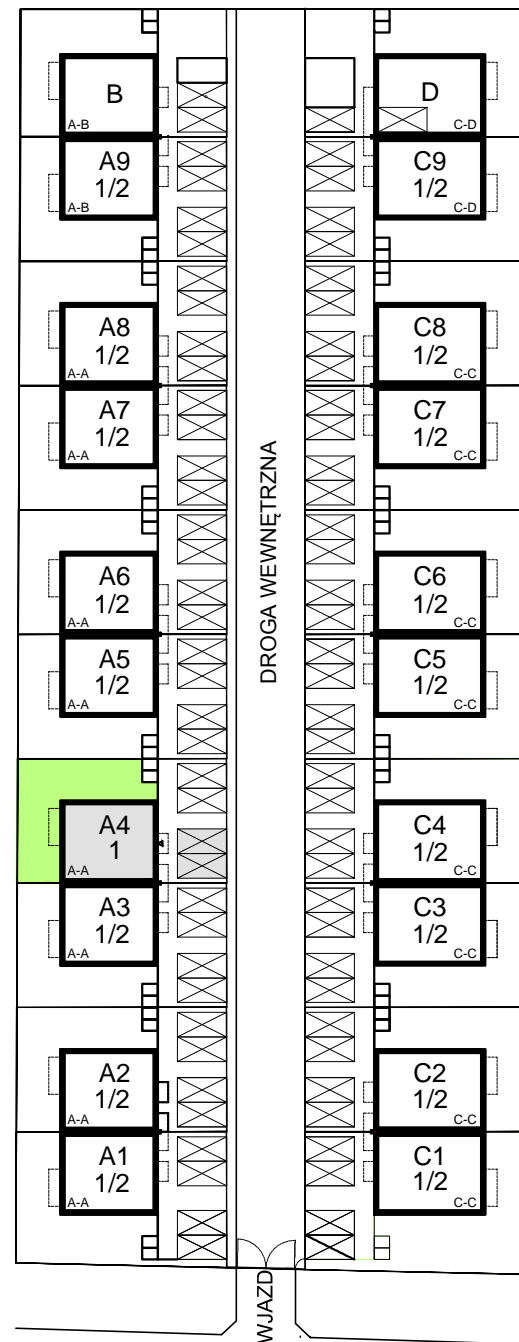 B
A-B
D
C-D
A9
1/2
A-B
C9
1/2
C-D
A8
1/2
A-A
C8
1/2
C-C
A7
1/2
A-A
C7
1/2
C-C
DROGA WEWNĘTRZNA
A6
1/2
A-A
C6
1/2
C-C
A5
1/2
A-A
C5
1/2
C-C
A4
1
A-A
C4
1/2
C-C
A3
1/2
A-A
C3
1/2
C-C
A2
1/2
A-A
C2
1/2
C-C
A1
1/2
A-A
C1
1/2
C-C
WJAZD